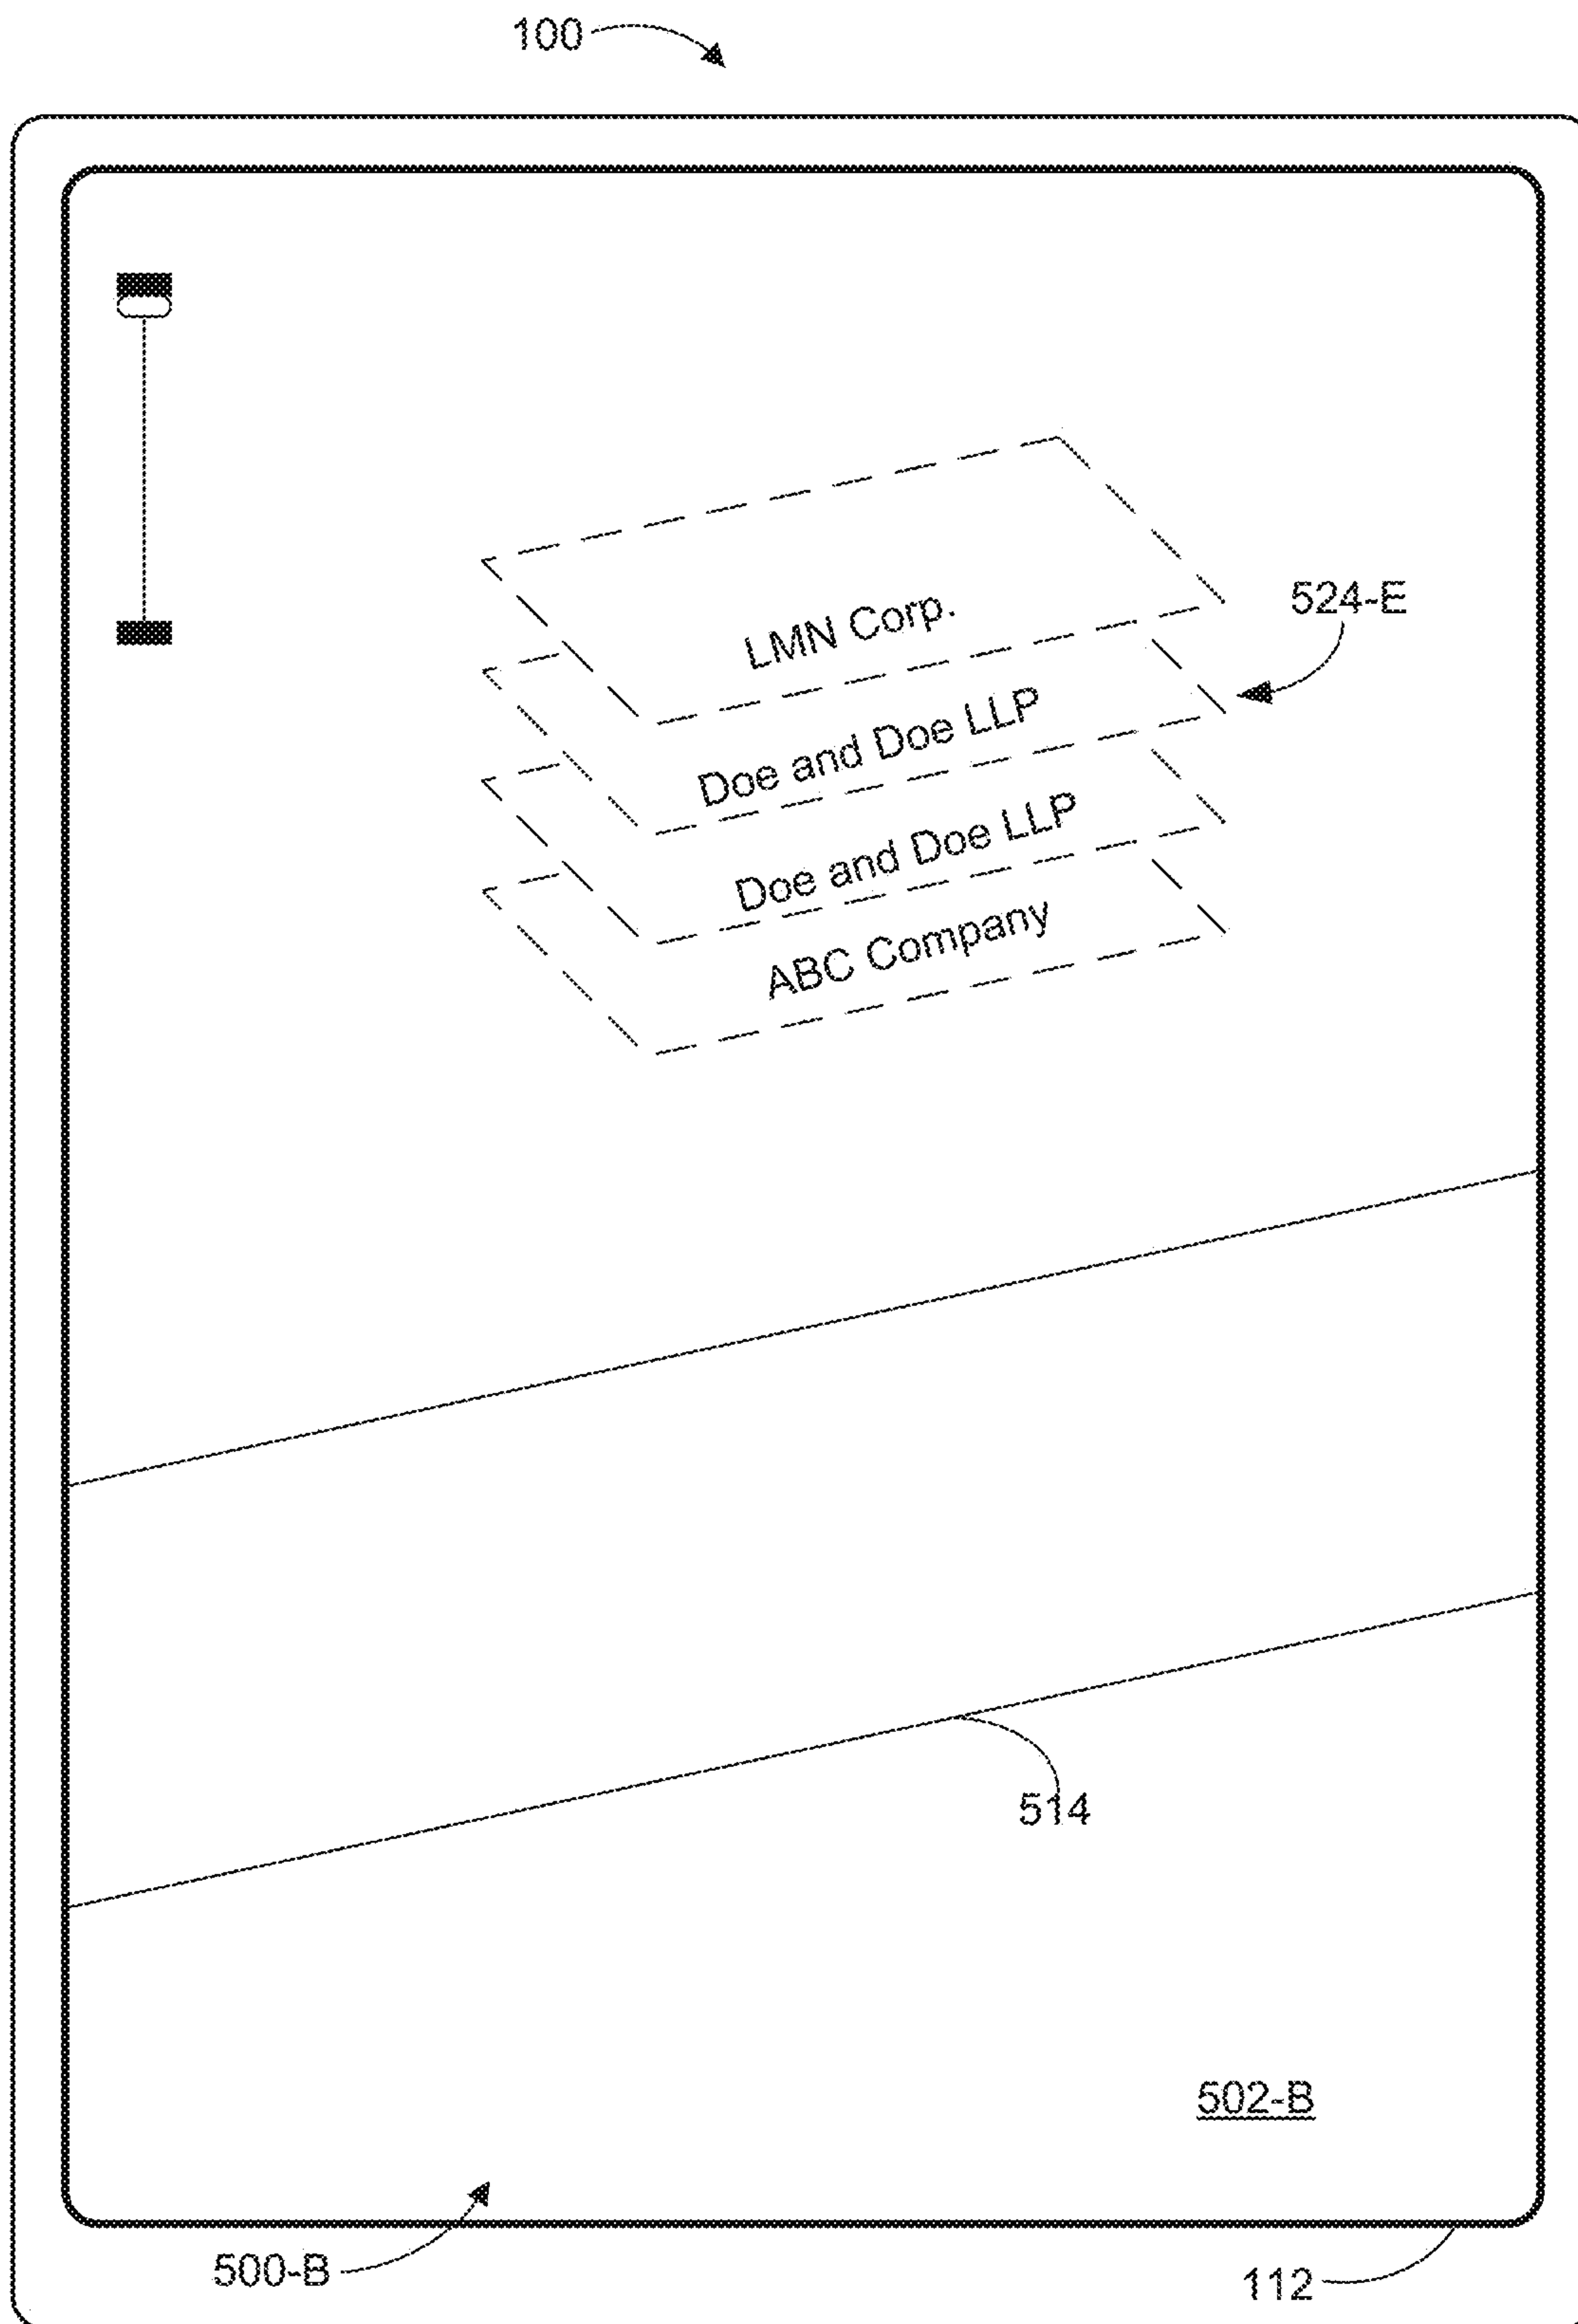 100
LMN Corp.
524-E
Doe and Doe LLP
Doe and Doe LLP
ABC Company
514
502-B
500-B
112